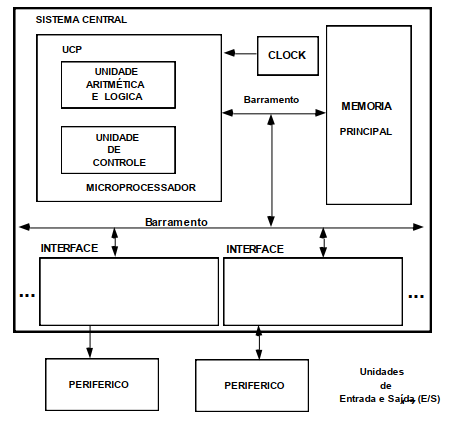 SISTEMA CENTRAL
UCP
UNIDADE
ARITMÉTICA
E LOGICA
UNIDADE
DE
CONTROLE
MICROPROCESSADOR
CLOCK
Barramento
MEMORIA
PRINCIPAL
Barramento
INTERFACE
INTERFACE
...
...
PERIFERICO
PERIFERICO
Unidades
de
Entrada e Saída (E/S)